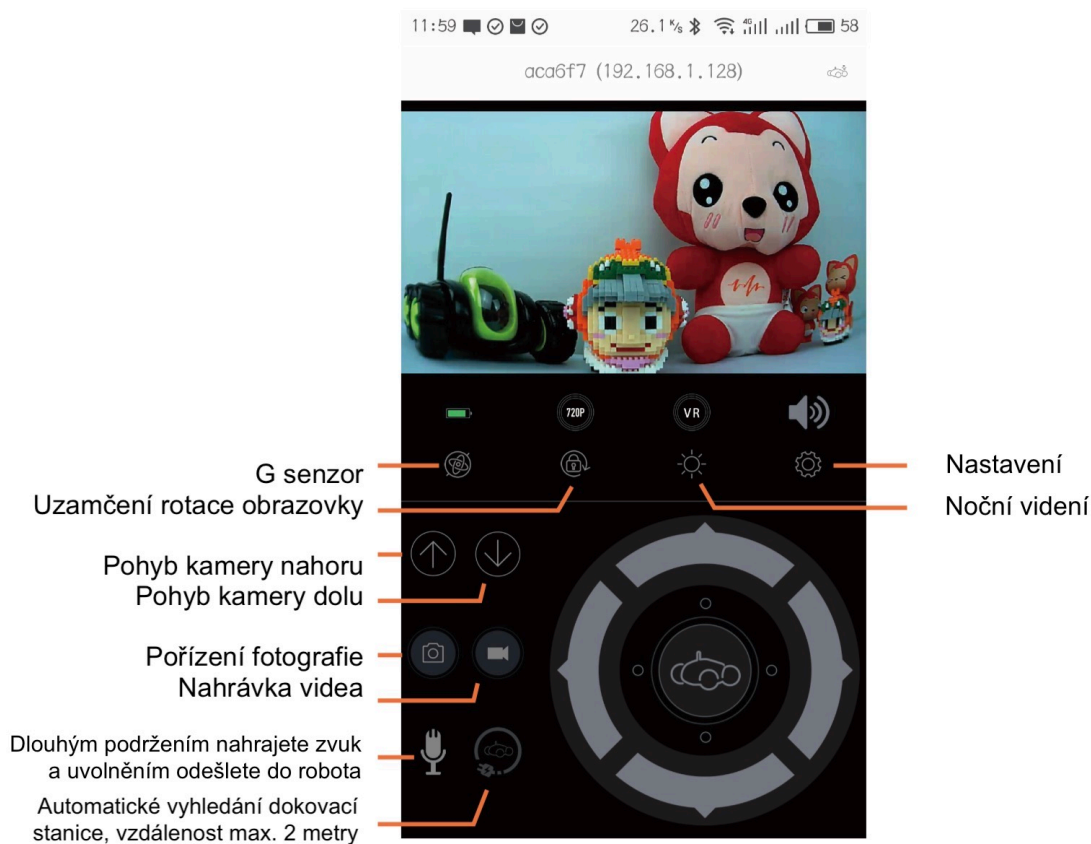 11:59
26.1 K/s
4G
58
aca6f7 (192.168.1.128)
720P
VR
G senzor
Uzamčení rotace obrazovky
Nastavení
Noční videní
Pohyb kamery nahoru
Pohyb kamery dolu
Pořízení fotografie
Nahrávka videa
Dlouhým podržením nahrajete zvuk
a uvolněním odešlete do robota
Automatické vyhledání dokovací
stanice, vzdálenost max. 2 metry